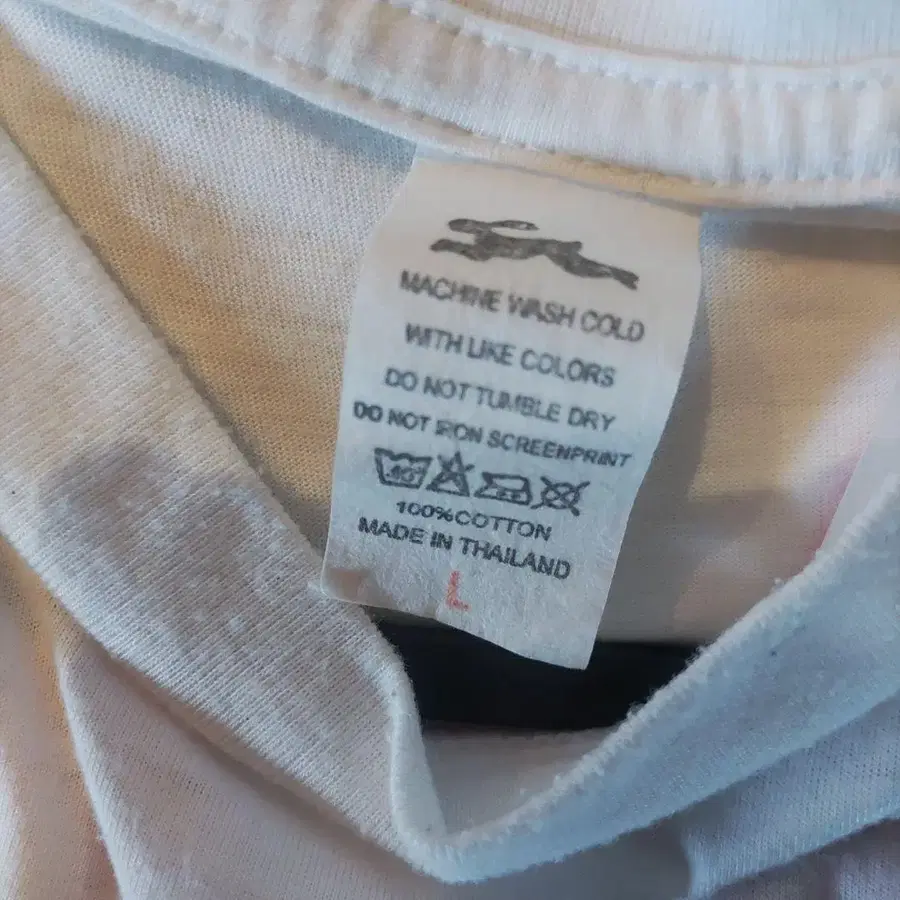 MACHINE WASH COLD
WITH LIKE COLORS
DO NOT TUMBLE DRY
DO NOT IRON SCREENPRINT
40°
100%COTTON
MADE IN THAILAND
L